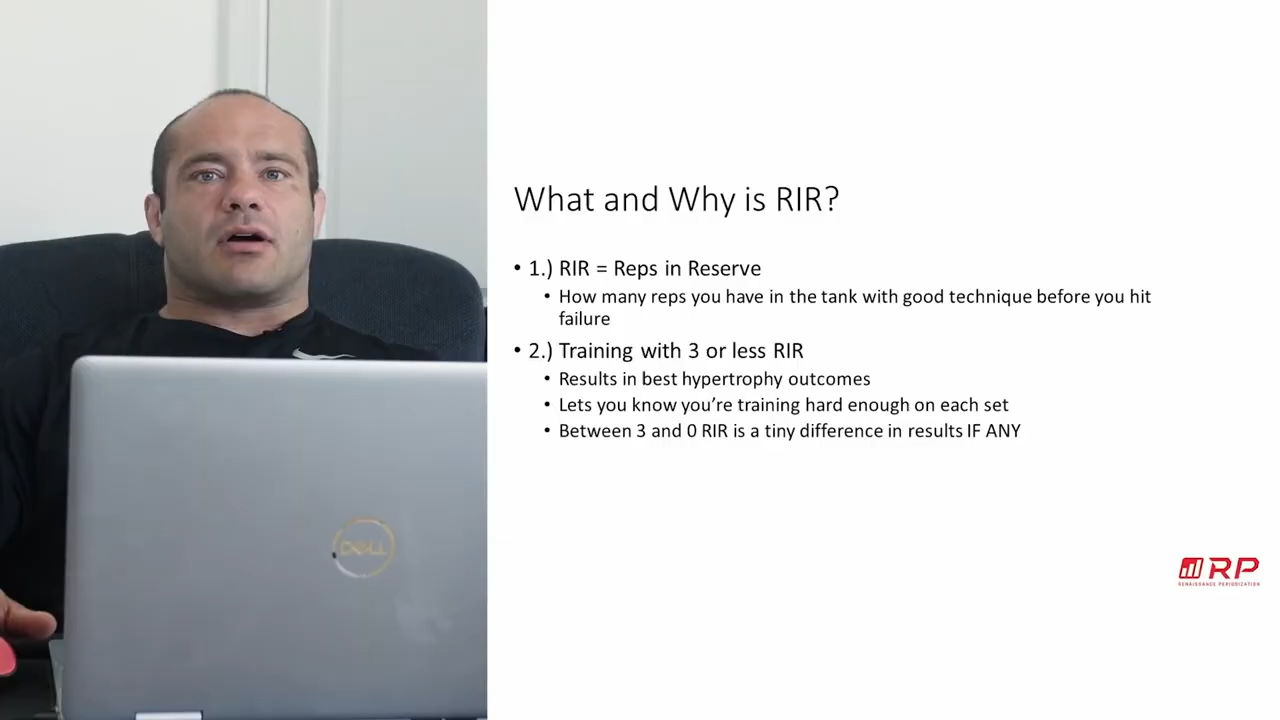 What and Why is RIR?
• 1.) RIR = Reps in Reserve
• How many reps you have in the tank with good technique before you hit
failure
• 2.) Training with 3 or less RIR
• Results in best hypertrophy outcomes
• Lets you know you’re training hard enough on each set
• Between 3 and 0 RIR is a tiny difference in results IF ANY
DELL
RP
RENAISSANCE PERIODIZATION